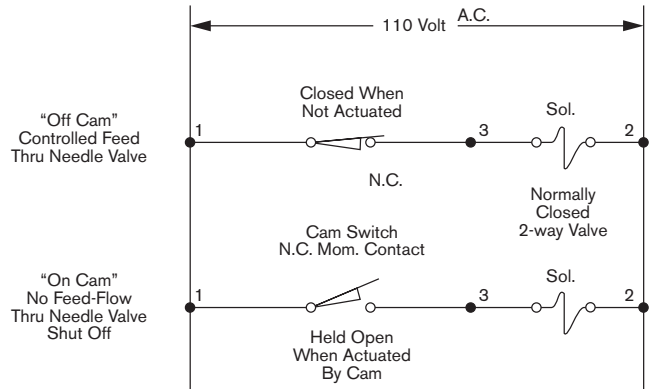 A.C.
110 Volt
"Off Cam"
Controlled Feed
Thru Needle Valve
1
Closed When
Not Actuated
N.C.
3
Sol.
2
Normally
Closed
2-way Valve
Cam Switch
N.C. Mom. Contact
"On Cam"
No Feed-Flow
Thru Needle Valve
Shut Off
1
Held Open
When Actuated
By Cam
3
Sol.
2